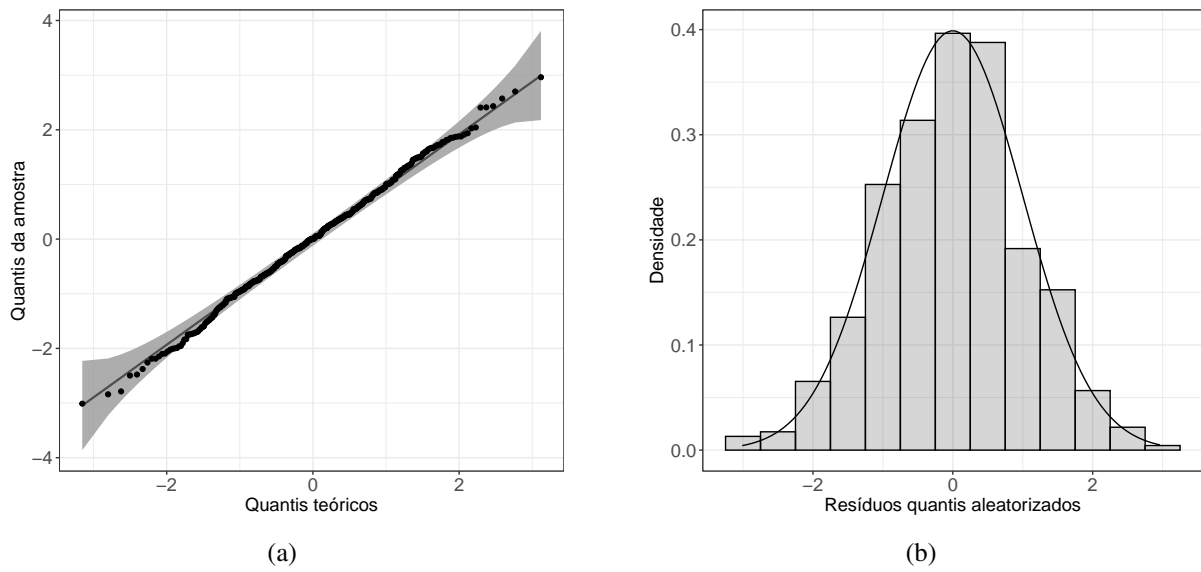 4
2
0
−2
−4
−2
0
2
Quantis da amostra
Quantis teóricos
(a)
0.4
0.3
0.2
0.1
0.0
−2
0
2
Densidade
Resíduos quantis aleatorizados
(b)